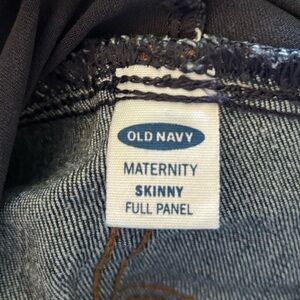 OLD NAVY
MATERNITY
SKINNY
FULL PANEL